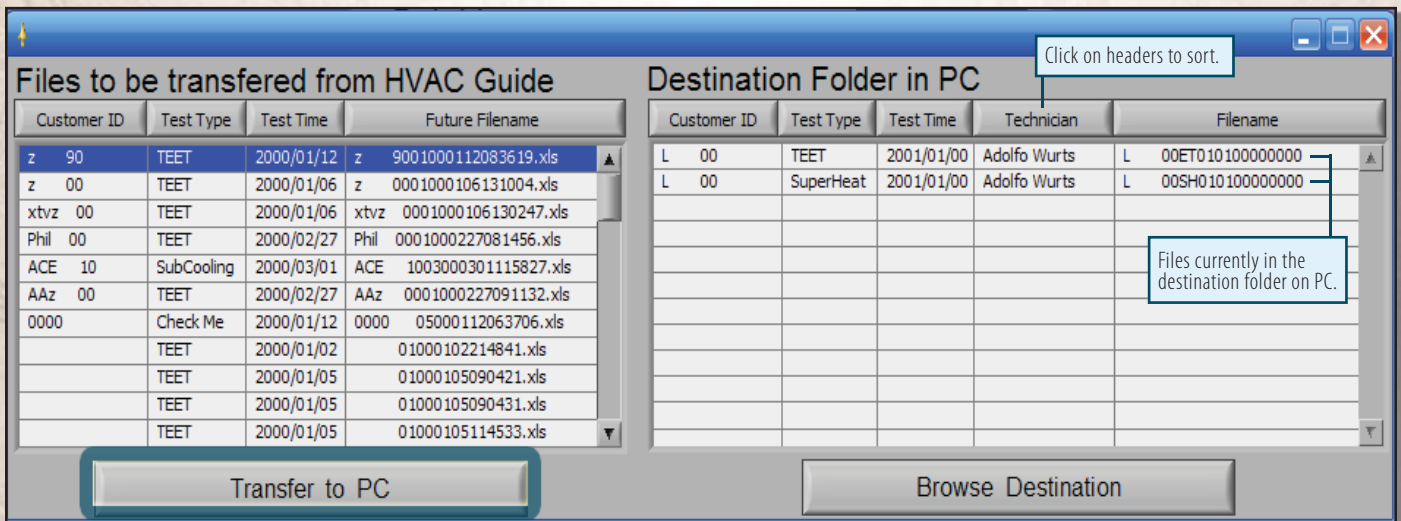 Click on headers to sort.
Files to be transfered from HVAC Guide
Customer ID Test Type Test Time Future Filename
z 90 TEET 2000/01/12 z 9001000112083619.xls
z 00 TEET 2000/01/06 z 0001000106131004.xls
xtvz 00 TEET 2000/01/06 xtvz 0001000106130247.xls
Phil 00 TEET 2000/02/27 Phil 0001000227081456.xls
ACE 10 SubCooling 2000/03/01 ACE 1003000301115827.xls
AAz 00 TEET 2000/02/27 AAz 0001000227091132.xls
0000 Check Me 2000/01/12 0000 05000112063706.xls
TEET 2000/01/02 01000102214841.xls
TEET 2000/01/05 01000105090421.xls
TEET 2000/01/05 01000105090431.xls
TEET 2000/01/05 01000105114533.xls
Transfer to PC
Destination Folder in PC
Customer ID Test Type Test Time Technician Filename
L 00 TEET 2001/01/00 Adolfo Wurts L 00ET010100000000
L 00 SuperHeat 2001/01/00 Adolfo Wurts L 00SH010100000000
Files currently in the
destination folder on PC.
Browse Destination